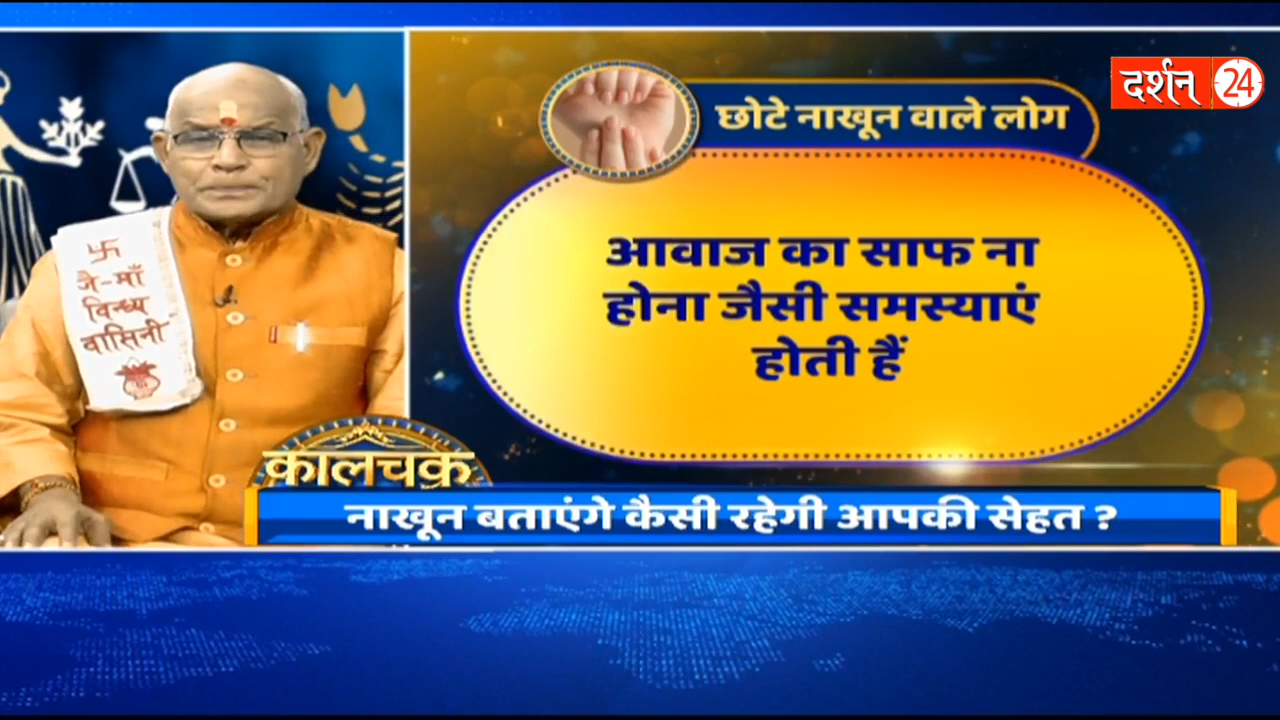 दर्शन 24
छोटे नाखून वाले लोग
आवाज का साफ ना
होना जैसी समस्याएं
होती हैं
जै-माँ
विन्ध्य
वासिनी
कालचक्र
नाखून बताएंगे कैसी रहेगी आपकी सेहत ?